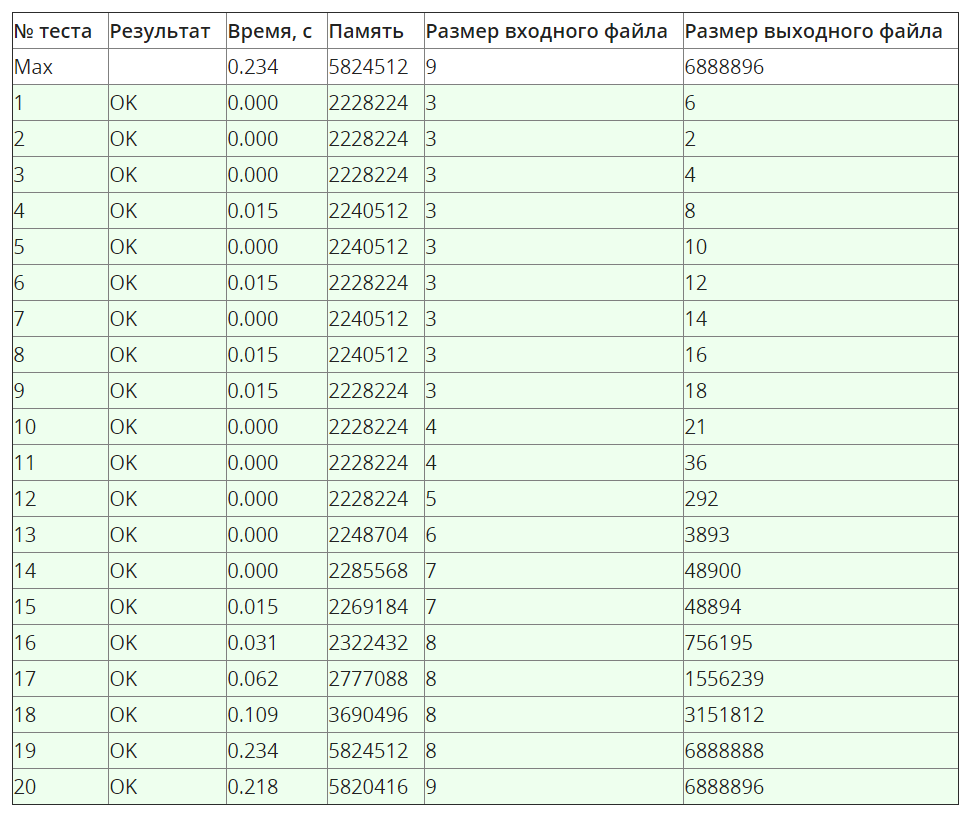 № теста Результат Время, с Память Размер входного файла Размер выходного файла
Max 0.234 5824512 9 6888896
1 OK 0.000 2228224 3 6
2 OK 0.000 2228224 3 2
3 OK 0.000 2228224 3 4
4 OK 0.015 2240512 3 8
5 OK 0.000 2240512 3 10
6 OK 0.015 2228224 3 12
7 OK 0.000 2240512 3 14
8 OK 0.015 2240512 3 16
9 OK 0.015 2228224 3 18
10 OK 0.000 2228224 4 21
11 OK 0.000 2228224 4 36
12 OK 0.000 2228224 5 292
13 OK 0.000 2248704 6 3893
14 OK 0.000 2285568 7 48900
15 OK 0.015 2269184 7 48894
16 OK 0.031 2322432 8 756195
17 OK 0.062 2777088 8 1556239
18 OK 0.109 3690496 8 3151812
19 OK 0.234 5824512 8 6888888
20 OK 0.218 5820416 9 6888896